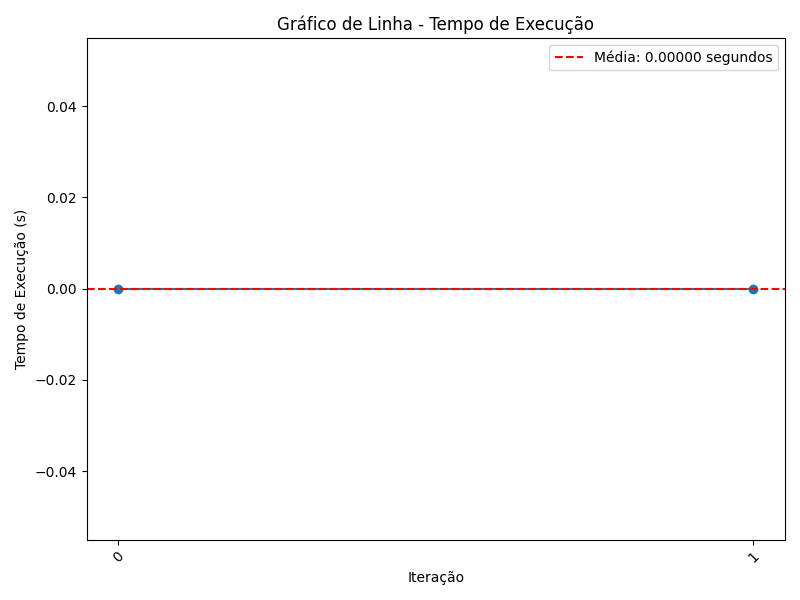 Gráfico de Linha - Tempo de Execução
Média: 0.00000 segundos
Tempo de Execução (s)
0.04
0.02
0.00
−0.02
−0.04
0
1
Iteração